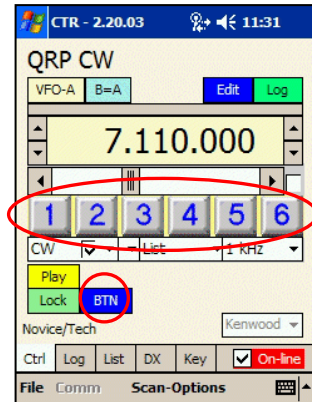 CTR - 2.20.03 11:31
QRP CW
VFO-A B=A Edit Log
7.110.000
1 2 3 4 5 6
CW List 1 kHz
Play
Lock BTN
Novice/Tech Kenwood
Ctrl Log List DX Key On-line
File Comm Scan-Options